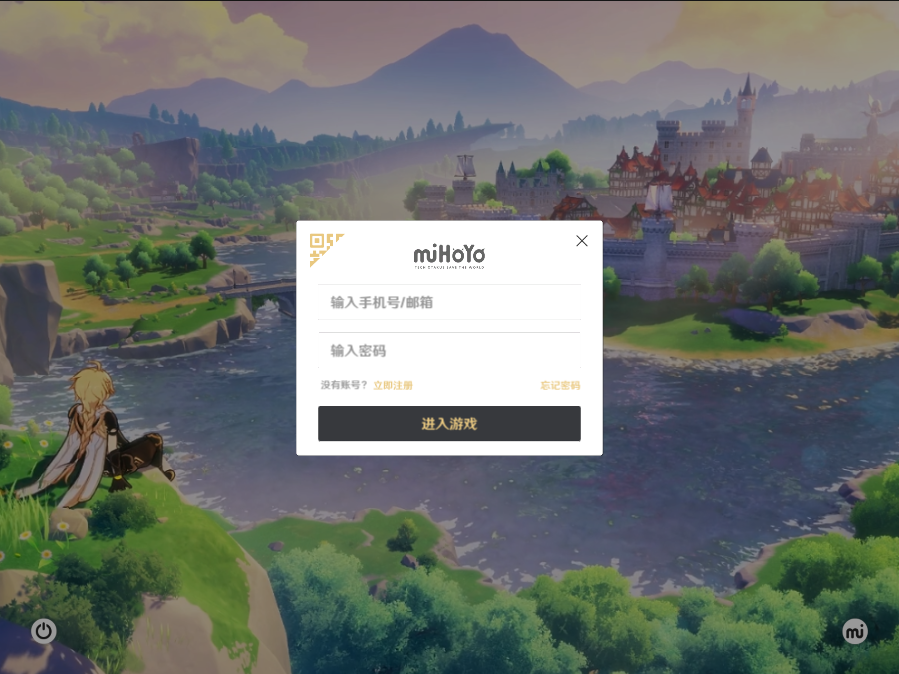 miHoYo
TECH OTAKUS SAVE THE WORLD
输入手机号/邮箱
输入密码
没有账号？ 立即注册 忘记密码
进入游戏
mi